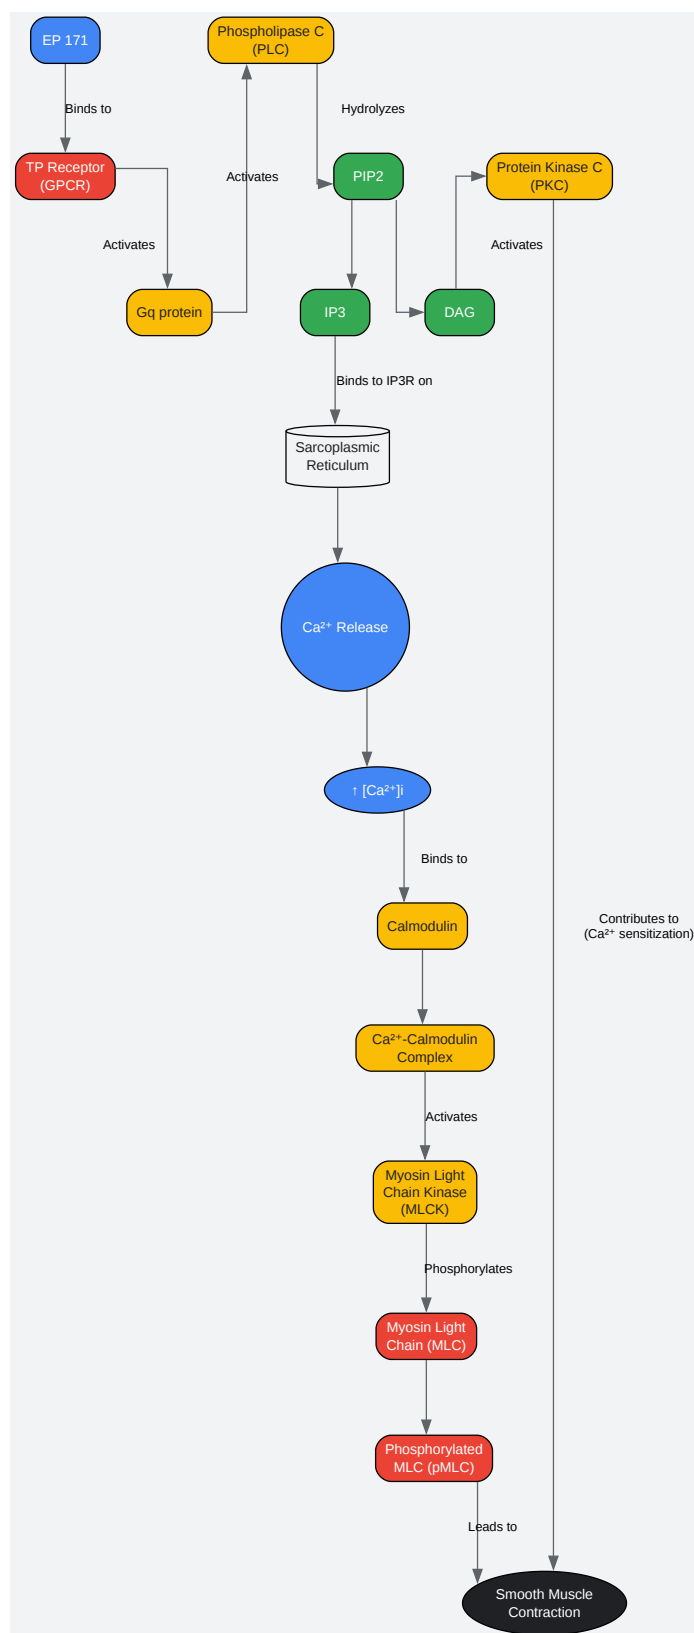 EP 171
Phospholipase C
(PLC)
Binds to
Hydrolyzes
TP Receptor
(GPCR)
Activates
PIP2
Protein Kinase C
(PKC)
Activates
Activates
Gq protein
IP3
DAG
Binds to IP3R on
Sarcoplasmic
Reticulum
Ca²⁺ Release
↑ [Ca²⁺]i
Binds to
Calmodulin
Contributes to
(Ca²⁺ sensitization)
Ca²⁺-Calmodulin
Complex
Activates
Myosin Light
Chain Kinase
(MLCK)
Phosphorylates
Myosin Light
Chain (MLC)
Phosphorylated
MLC (pMLC)
Leads to
Smooth Muscle
Contraction